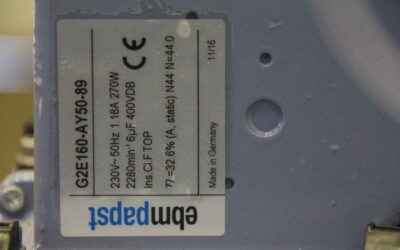 G2E160-AY50-89
230V~ 50Hz 1.18A 270W
2280min⁻¹ 6µF 400VDB
Ins.Cl.F TOP
CE
η=32.6% (A, static) N44 N=44.0
Made in Germany 11/16
ebmpapst